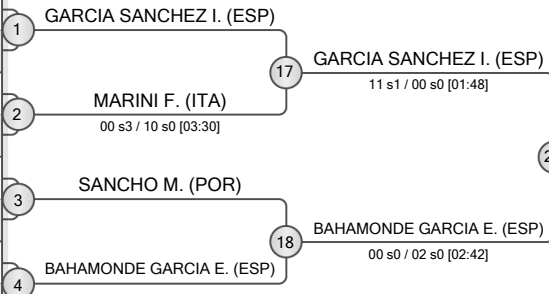 GARCIA SANCHEZ I. (ESP)
1
17
GARCIA SANCHEZ I. (ESP)
11 s1 / 00 s0 [01:48]
MARINI F. (ITA)
2
00 s3 / 10 s0 [03:30]
SANCHO M. (POR)
3
18
BAHAMONDE GARCIA E. (ESP)
00 s0 / 02 s0 [02:42]
BAHAMONDE GARCIA E. (ESP)
4